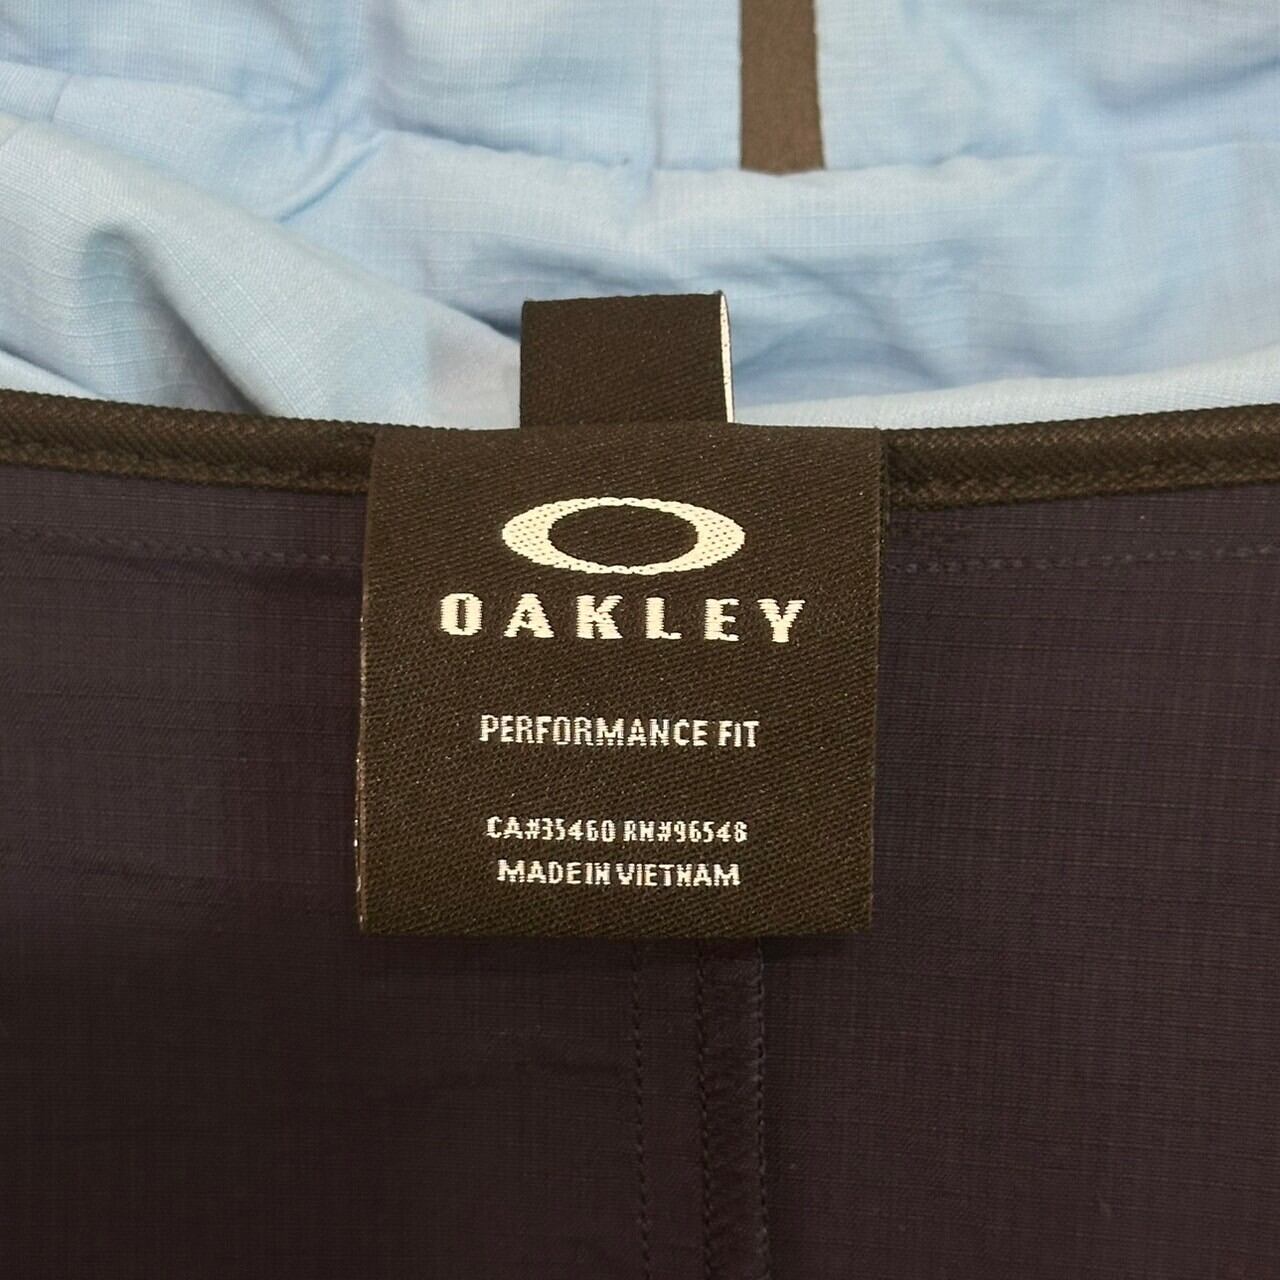 OAKLEY
PERFORMANCE FIT
CA#35460 RN#96548
MADE IN VIETNAM